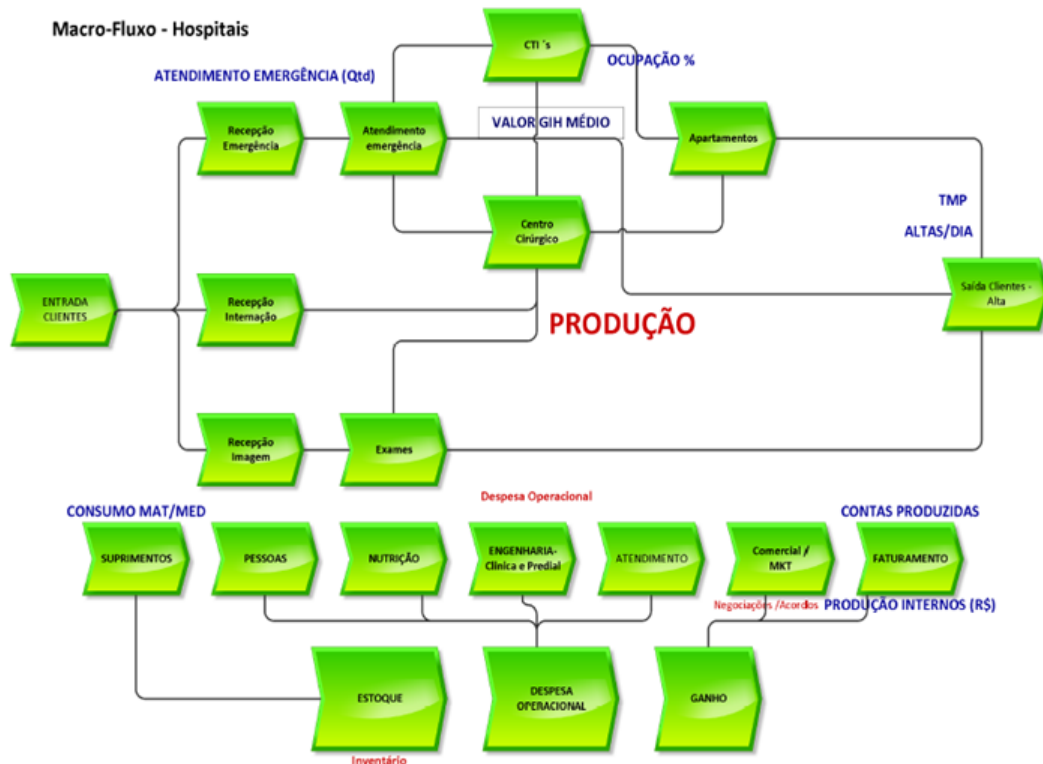 Macro-Fluxo - Hospitais
CTI´s
OCUPAÇÃO %
ATENDIMENTO EMERGÊNCIA (Qtd)
Recepção
Emergência
Atendimento
emergência
VALOR GIH MÉDIO
Apartamentos
TMP
ALTAS/DIA
Centro
Cirúrgico
ENTRADA
CLIENTES
Recepção
Internação
PRODUÇÃO
Saída Clientes -
Alta
Recepção
Imagem
Exames
Despesa Operacional
CONSUMO MAT/MED
CONTAS PRODUZIDAS
SUPRIMENTOS
PESSOAS
NUTRIÇÃO
ENGENHARIA-
Clinica e Predial
ATENDIMENTO
Comercial /
MKT
FATURAMENTO
Negociações /Acordos
PRODUÇÃO INTERNOS (R$)
ESTOQUE
DESPESA
OPERACIONAL
GANHO
Inventário